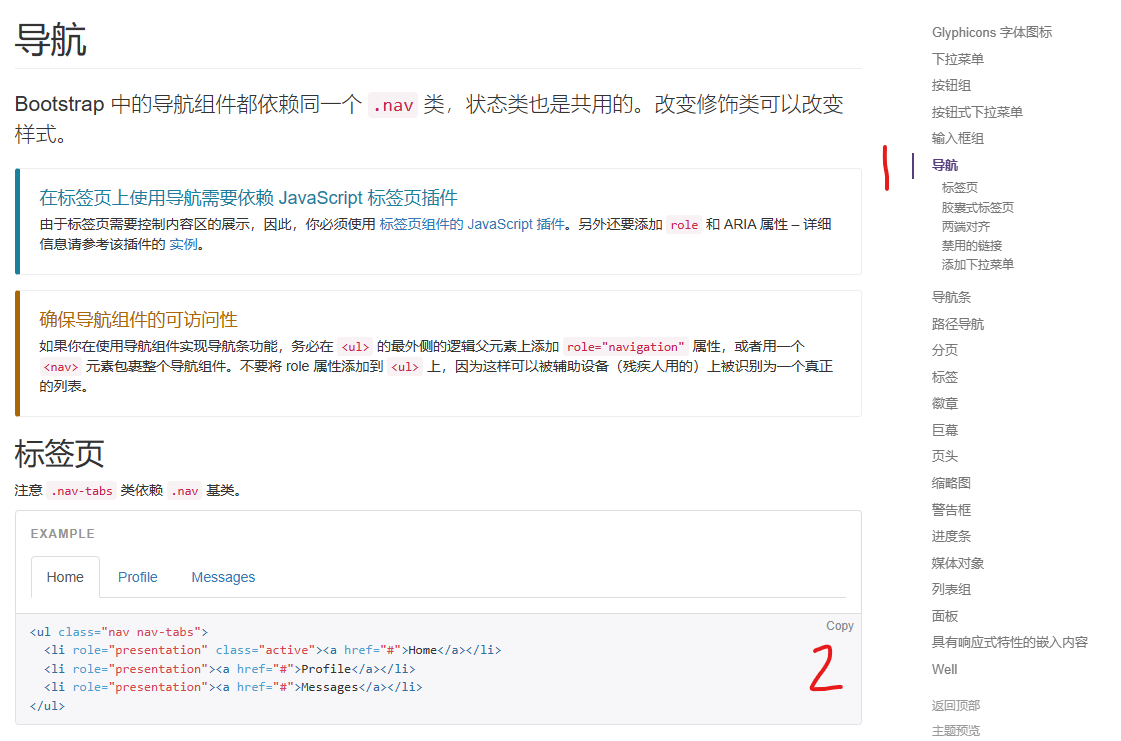 导航
Bootstrap 中的导航组件都依赖同一个 .nav 类，状态类也是共用的。改变修饰类可以改变
样式。
在标签页上使用导航需要依赖 JavaScript 标签页插件
由于标签页需要控制内容区的展示，因此，你必须使用 标签页组件的 JavaScript 插件。另外还要添加 role 和 ARIA 属性 – 详细
信息请参考该插件的 实例。
确保导航组件的可访问性
如果你在使用导航组件实现导航条功能，务必在 <ul> 的最外侧的逻辑父元素上添加 role="navigation" 属性，或者用一个
<nav> 元素包裹整个导航组件。不要将 role 属性添加到 <ul> 上，因为这样可以被辅助设备（残疾人用的）上被识别为一个真正
的列表。
标签页
注意 .nav-tabs 类依赖 .nav 基类。
EXAMPLE
Home Profile Messages
Copy
<ul class="nav nav-tabs">
  <li role="presentation" class="active"><a href="#">Home</a></li>
  <li role="presentation"><a href="#">Profile</a></li>
  <li role="presentation"><a href="#">Messages</a></li>
</ul>
2
1
Glyphicons 字体图标
下拉菜单
按钮组
按钮式下拉菜单
输入框组
导航
标签页
胶囊式标签页
两端对齐
禁用的链接
添加下拉菜单
导航条
路径导航
分页
标签
徽章
巨幕
页头
缩略图
警告框
进度条
媒体对象
列表组
面板
具有响应式特性的嵌入内容
Well
返回顶部
主题预览